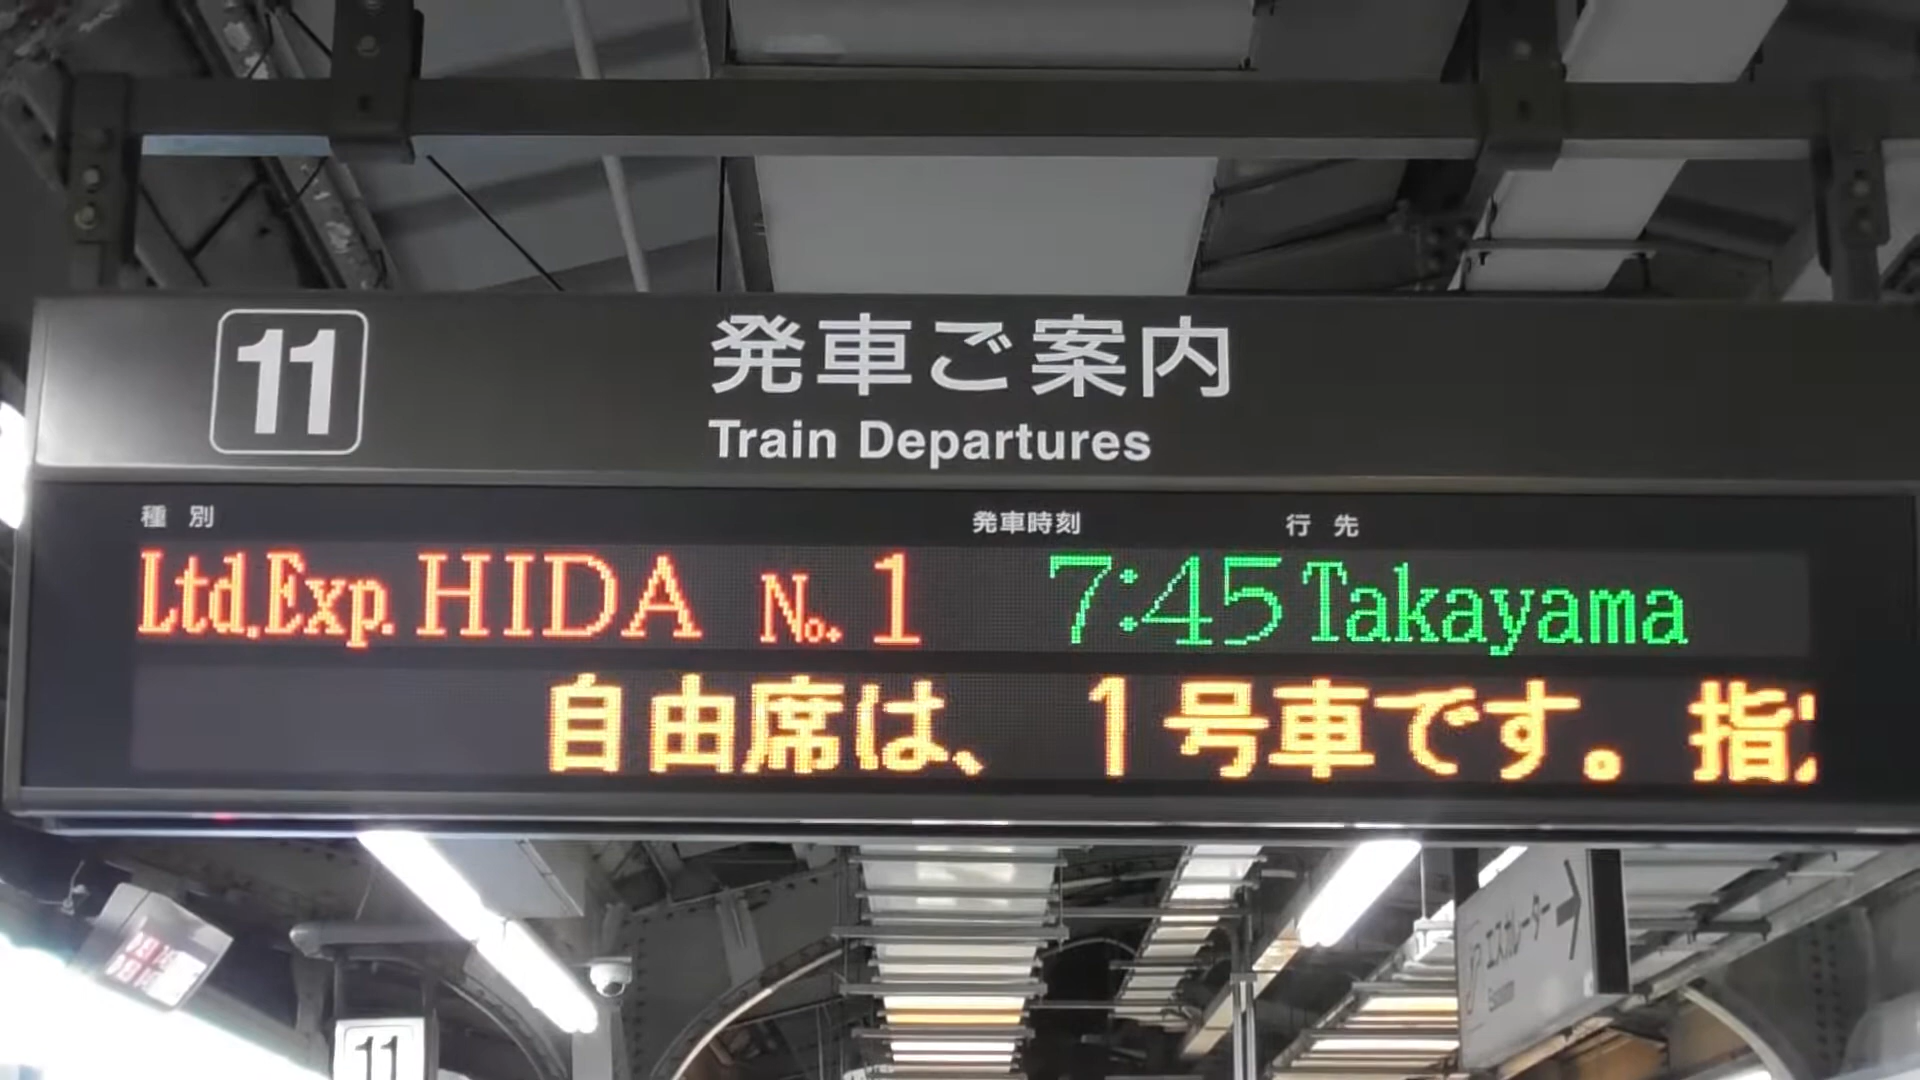 11
発車ご案内
Train Departures
種別 発車時刻 行先
Ltd.Exp. HIDA No. 1 7:45 Takayama
自由席は、 1号車です。 指
エスカレーター
11